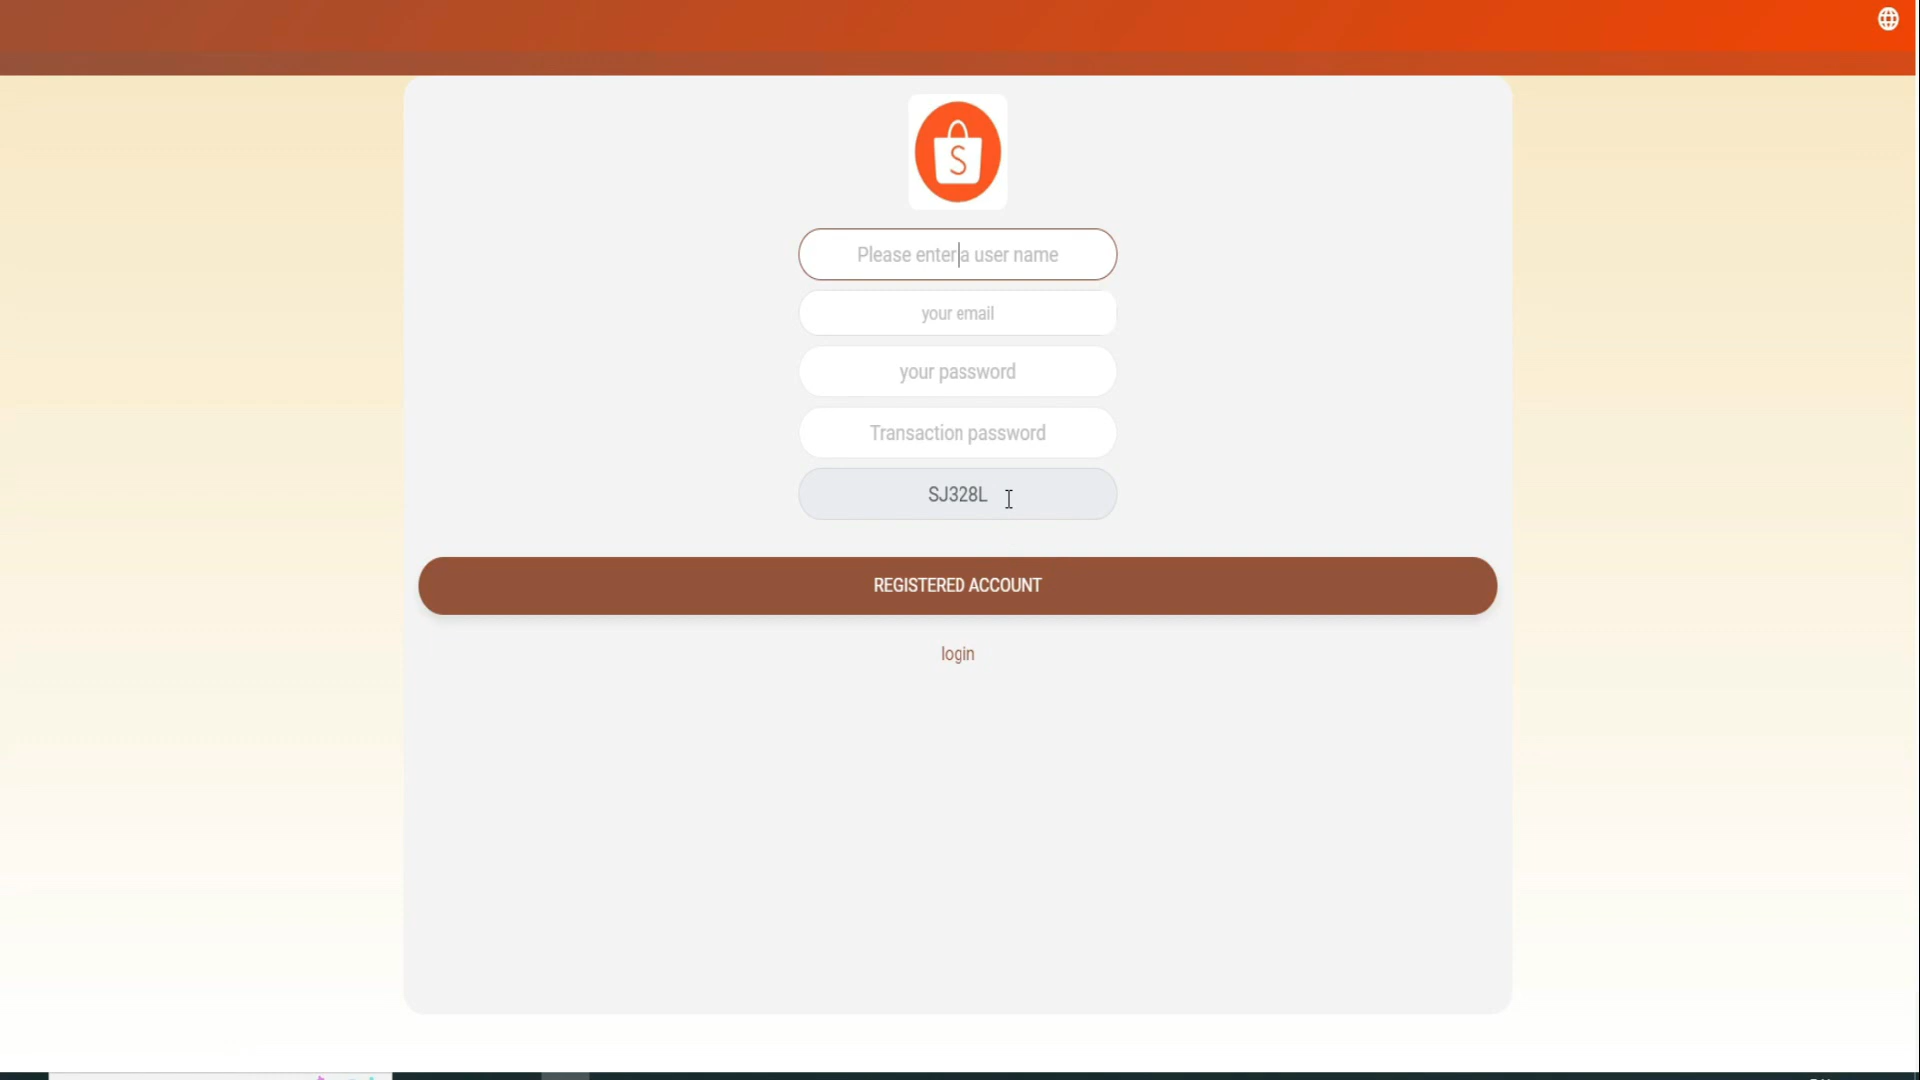 S
Please enter a user name
your email
your password
Transaction password
SJ328L
REGISTERED ACCOUNT
login